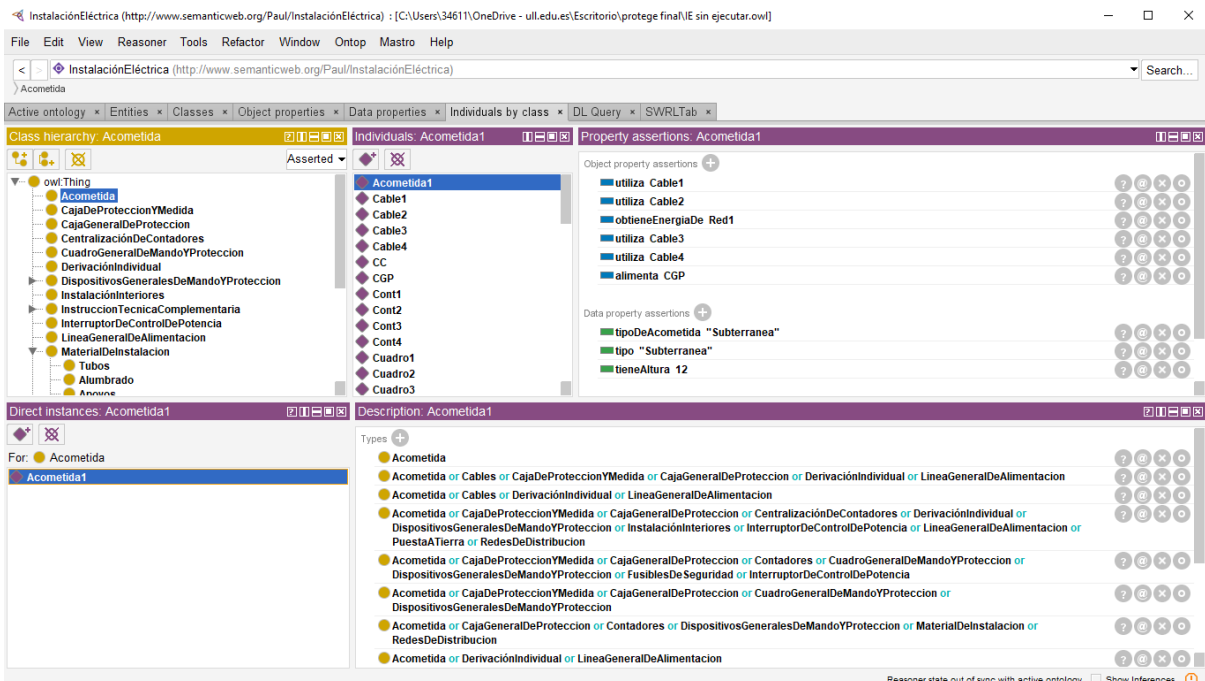 InstalaciónEléctrica (http://www.semanticweb.org/Paul/InstalaciónEléctrica) : [C:\Users\34611\OneDrive - ull.edu.es\Escritorio\protege final\IE sin ejecutar.owl]
File Edit View Reasoner Tools Refactor Window Ontop Mastro Help
< > InstalaciónEléctrica (http://www.semanticweb.org/Paul/InstalaciónEléctrica) Search...
Acometida
Active ontology × Entities × Classes × Object properties × Data properties × Individuals by class × DL Query × SWRLTab ×
Class hierarchy: Acometida
Asserted
owl:Thing
Acometida
CajaDeProteccionYMedida
CajaGeneralDeProteccion
CentralizaciónDeContadores
CuadroGeneralDeMandoYProteccion
DerivaciónIndividual
DispositivosGeneralesDeMandoYProteccion
InstalaciónInteriores
InstruccionTecnicaComplementaria
InterruptorDeControlDePotencia
LineaGeneralDeAlimentacion
MaterialDeInstalacion
Tubos
Alumbrado
Apoyos
Individuals: Acometida1
Acometida1
Cable1
Cable2
Cable3
Cable4
CC
CGP
Cont1
Cont2
Cont3
Cont4
Cuadro1
Cuadro2
Cuadro3
Property assertions: Acometida1
Object property assertions
utiliza Cable1
utiliza Cable2
obtieneEnergiaDe Red1
utiliza Cable3
utiliza Cable4
alimenta CGP
Data property assertions
tipoDeAcometida "Subterranea"
tipo "Subterranea"
tieneAltura 12
Direct instances: Acometida1
For: Acometida
Acometida1
Description: Acometida1
Types
Acometida
Acometida or Cables or CajaDeProteccionYMedida or CajaGeneralDeProteccion or DerivaciónIndividual or LineaGeneralDeAlimentacion
Acometida or Cables or DerivaciónIndividual or LineaGeneralDeAlimentacion
Acometida or CajaDeProteccionYMedida or CajaGeneralDeProteccion or CentralizaciónDeContadores or DerivaciónIndividual or
DispositivosGeneralesDeMandoYProteccion or InstalaciónInteriores or InterruptorDeControlDePotencia or LineaGeneralDeAlimentacion or
PuestaATierra or RedesDeDistribucion
Acometida or CajaDeProteccionYMedida or CajaGeneralDeProteccion or Contadores or CuadroGeneralDeMandoYProteccion or
DispositivosGeneralesDeMandoYProteccion or FusiblesDeSeguridad or InterruptorDeControlDePotencia
Acometida or CajaDeProteccionYMedida or CajaGeneralDeProteccion or CuadroGeneralDeMandoYProteccion or
DispositivosGeneralesDeMandoYProteccion
Acometida or CajaGeneralDeProteccion or Contadores or DispositivosGeneralesDeMandoYProteccion or MaterialDeInstalacion or
RedesDeDistribucion
Acometida or DerivaciónIndividual or LineaGeneralDeAlimentacion
Reasoner state out of sync with active ontology Show Inferences